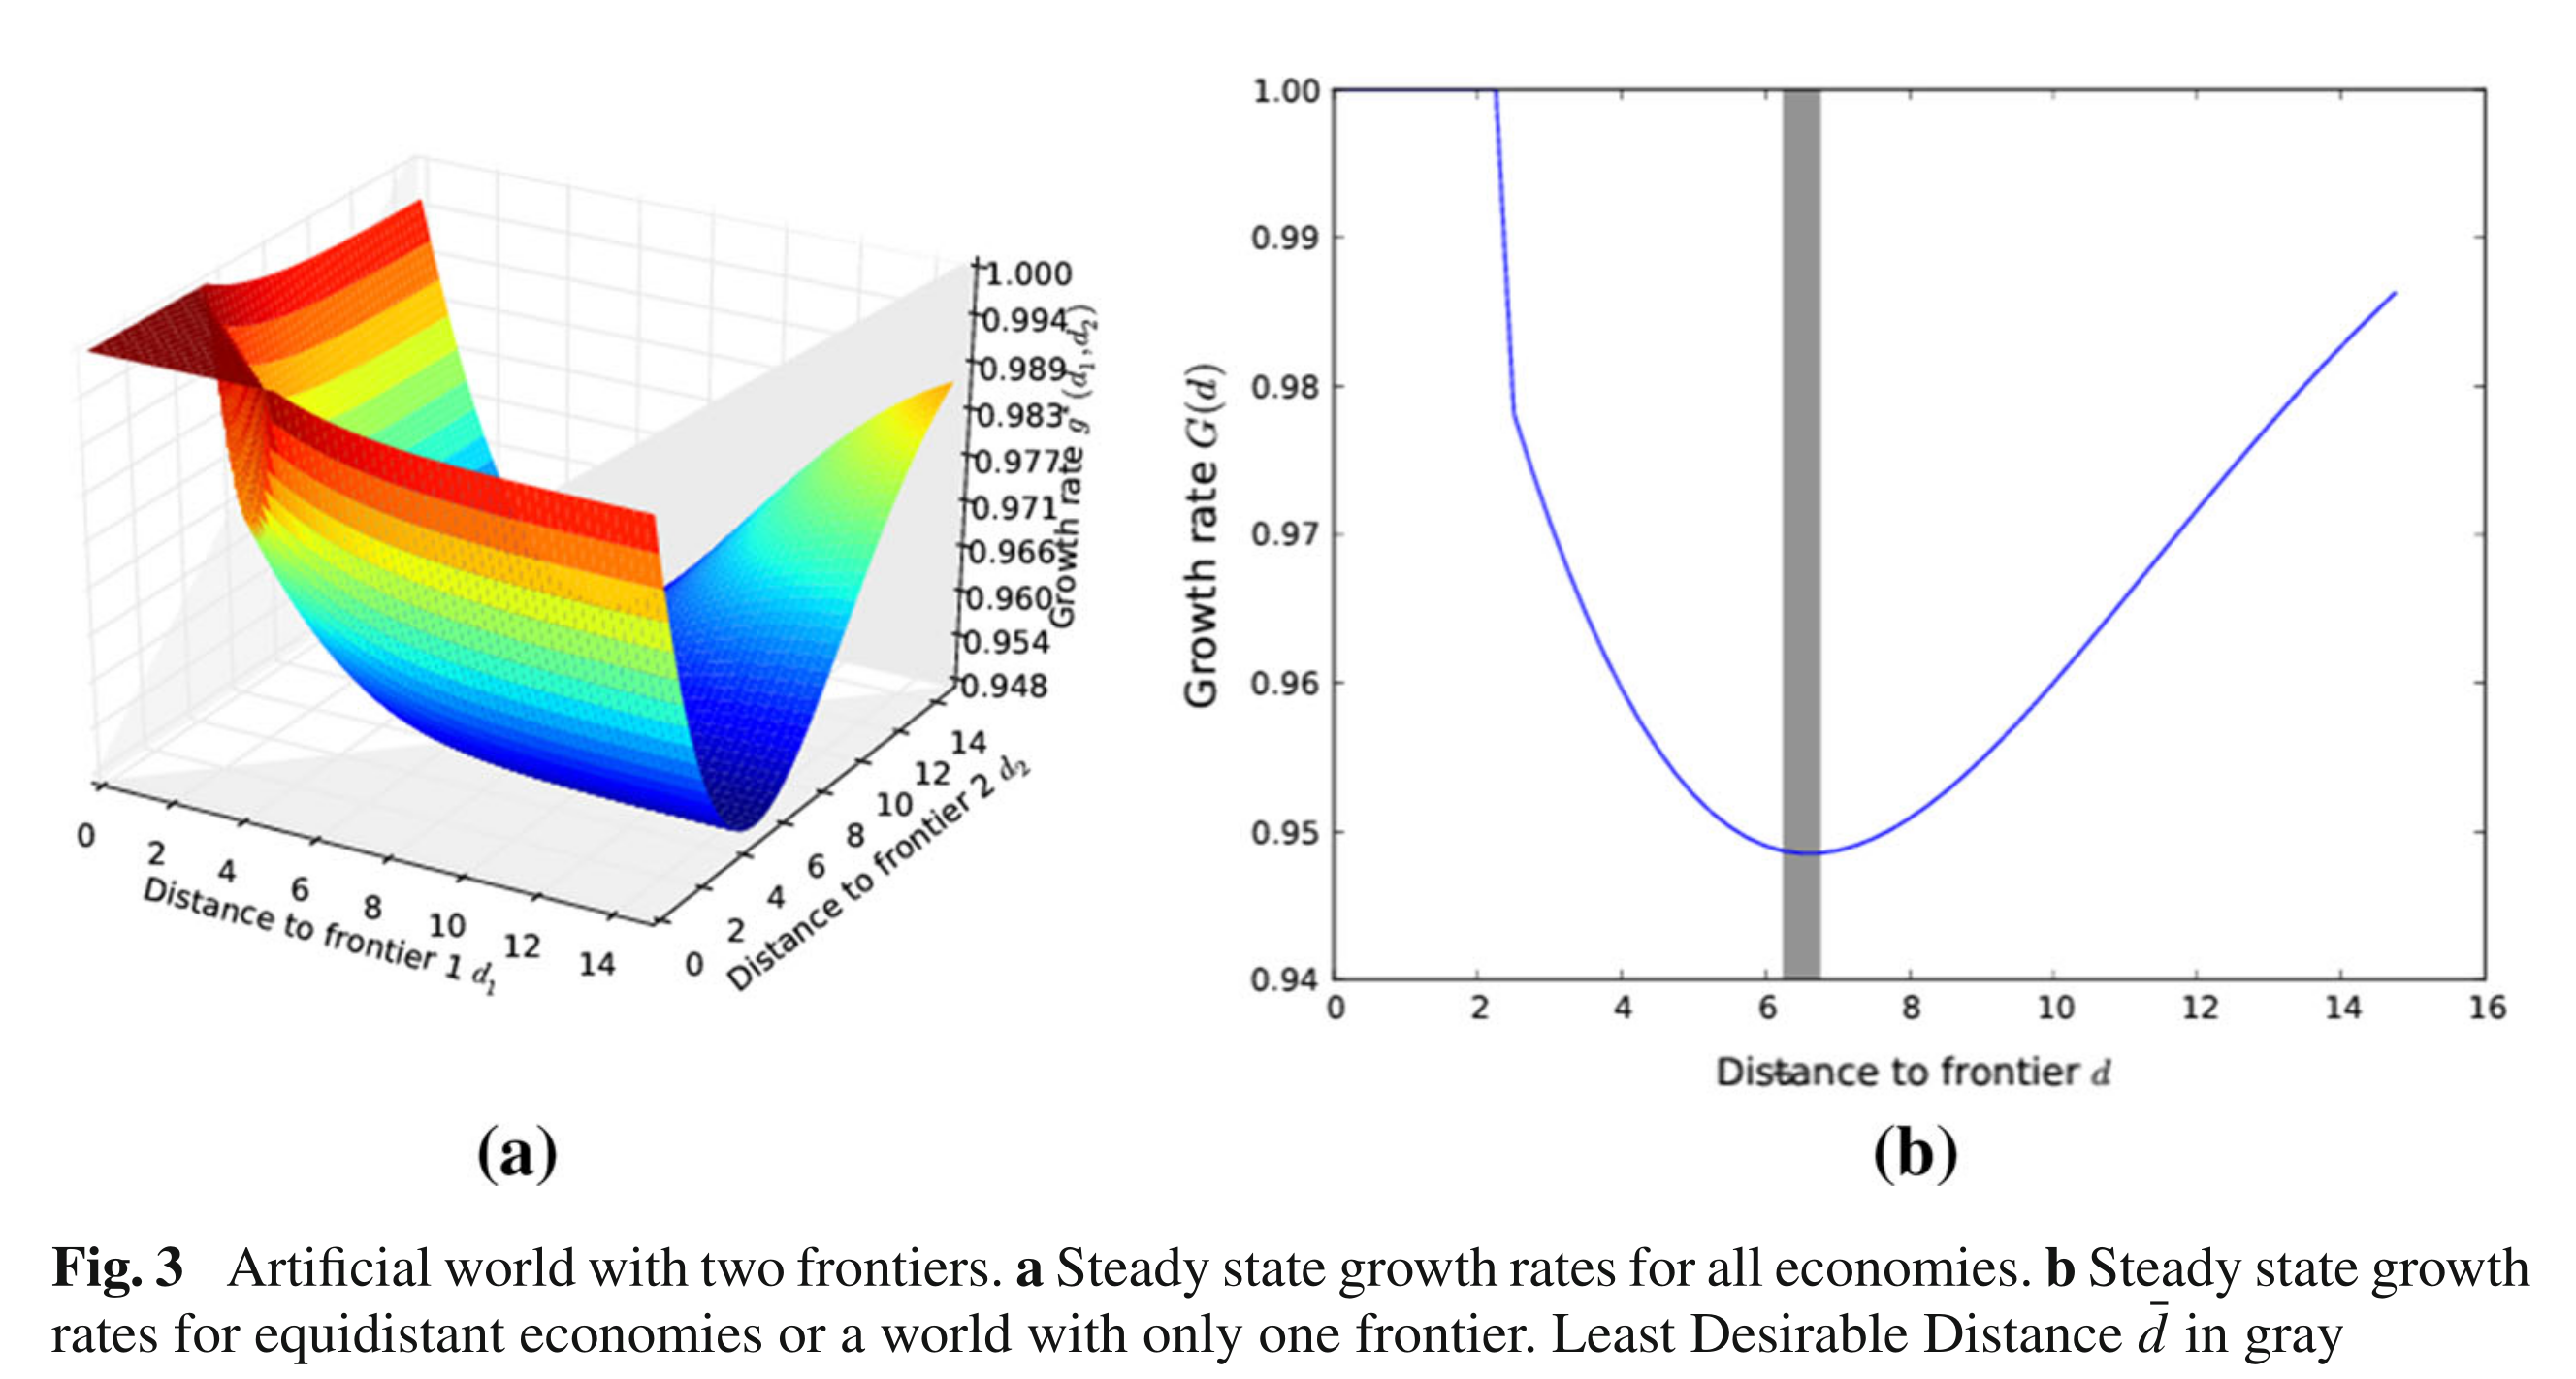 1.000
0.994
0.989
0.983
0.977
0.971
0.966
0.960
0.954
0.948
Growth rate g*(d₁,d₂)
0 2 4 6 8 10 12 14
Distance to frontier 1 d₁
0 2 4 6 8 10 12 14
Distance to frontier 2 d₂
(a)
1.00
0.99
0.98
0.97
0.96
0.95
0.94
Growth rate G(d)
0 2 4 6 8 10 12 14 16
Distance to frontier d
(b)
Fig. 3 Artificial world with two frontiers. a Steady state growth rates for all economies. b Steady state growth
rates for equidistant economies or a world with only one frontier. Least Desirable Distance d̄ in gray